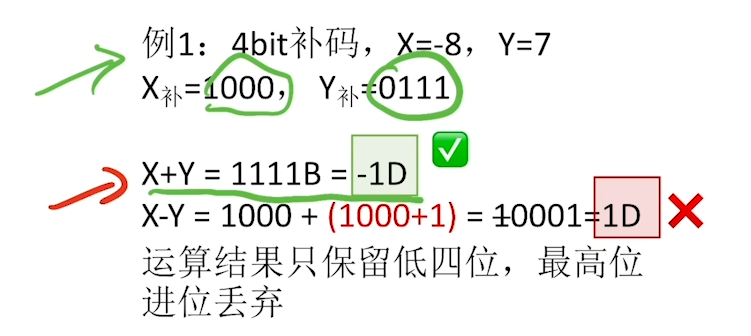 例1：4bit补码，X=-8，Y=7
X补=1000，Y补=0111
X+Y = 1111B = -1D
X-Y = 1000 + (1000+1) = 10001=1D
运算结果只保留低四位，最高位
进位丢弃